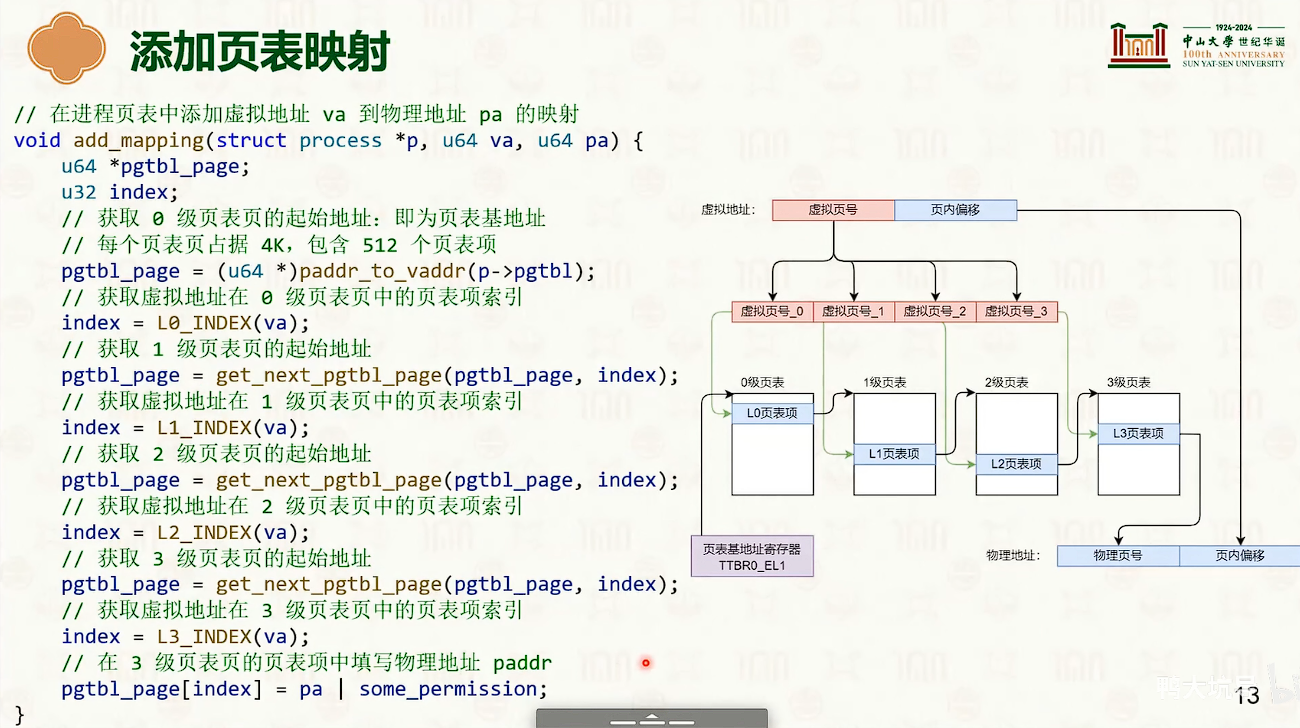 添加页表映射
1924-2024
中山大學 世纪华诞
100th ANNIVERSARY
SUN YAT-SEN UNIVERSITY
// 在进程页表中添加虚拟地址 va 到物理地址 pa 的映射
void add_mapping(struct process *p, u64 va, u64 pa) {
u64 *pgtbl_page;
u32 index;
// 获取 0 级页表页的起始地址：即为页表基地址
// 每个页表页占据 4K，包含 512 个页表项
pgtbl_page = (u64 *)paddr_to_vaddr(p->pgtbl);
// 获取虚拟地址在 0 级页表页中的页表项索引
index = L0_INDEX(va);
// 获取 1 级页表页的起始地址
pgtbl_page = get_next_pgtbl_page(pgtbl_page, index);
// 获取虚拟地址在 1 级页表页中的页表项索引
index = L1_INDEX(va);
// 获取 2 级页表页的起始地址
pgtbl_page = get_next_pgtbl_page(pgtbl_page, index);
// 获取虚拟地址在 2 级页表页中的页表项索引
index = L2_INDEX(va);
// 获取 3 级页表页的起始地址
pgtbl_page = get_next_pgtbl_page(pgtbl_page, index);
// 获取虚拟地址在 3 级页表页中的页表项索引
index = L3_INDEX(va);
// 在 3 级页表页的页表项中填写物理地址 paddr
pgtbl_page[index] = pa | some_permission;
}
虚拟地址： 虚拟页号 页内偏移
虚拟页号_0 虚拟页号_1 虚拟页号_2 虚拟页号_3
0级页表 1级页表 2级页表 3级页表
L0页表项
L3页表项
L1页表项
L2页表项
页表基地址寄存器
TTBR0_EL1
物理地址： 物理页号 页内偏移
13